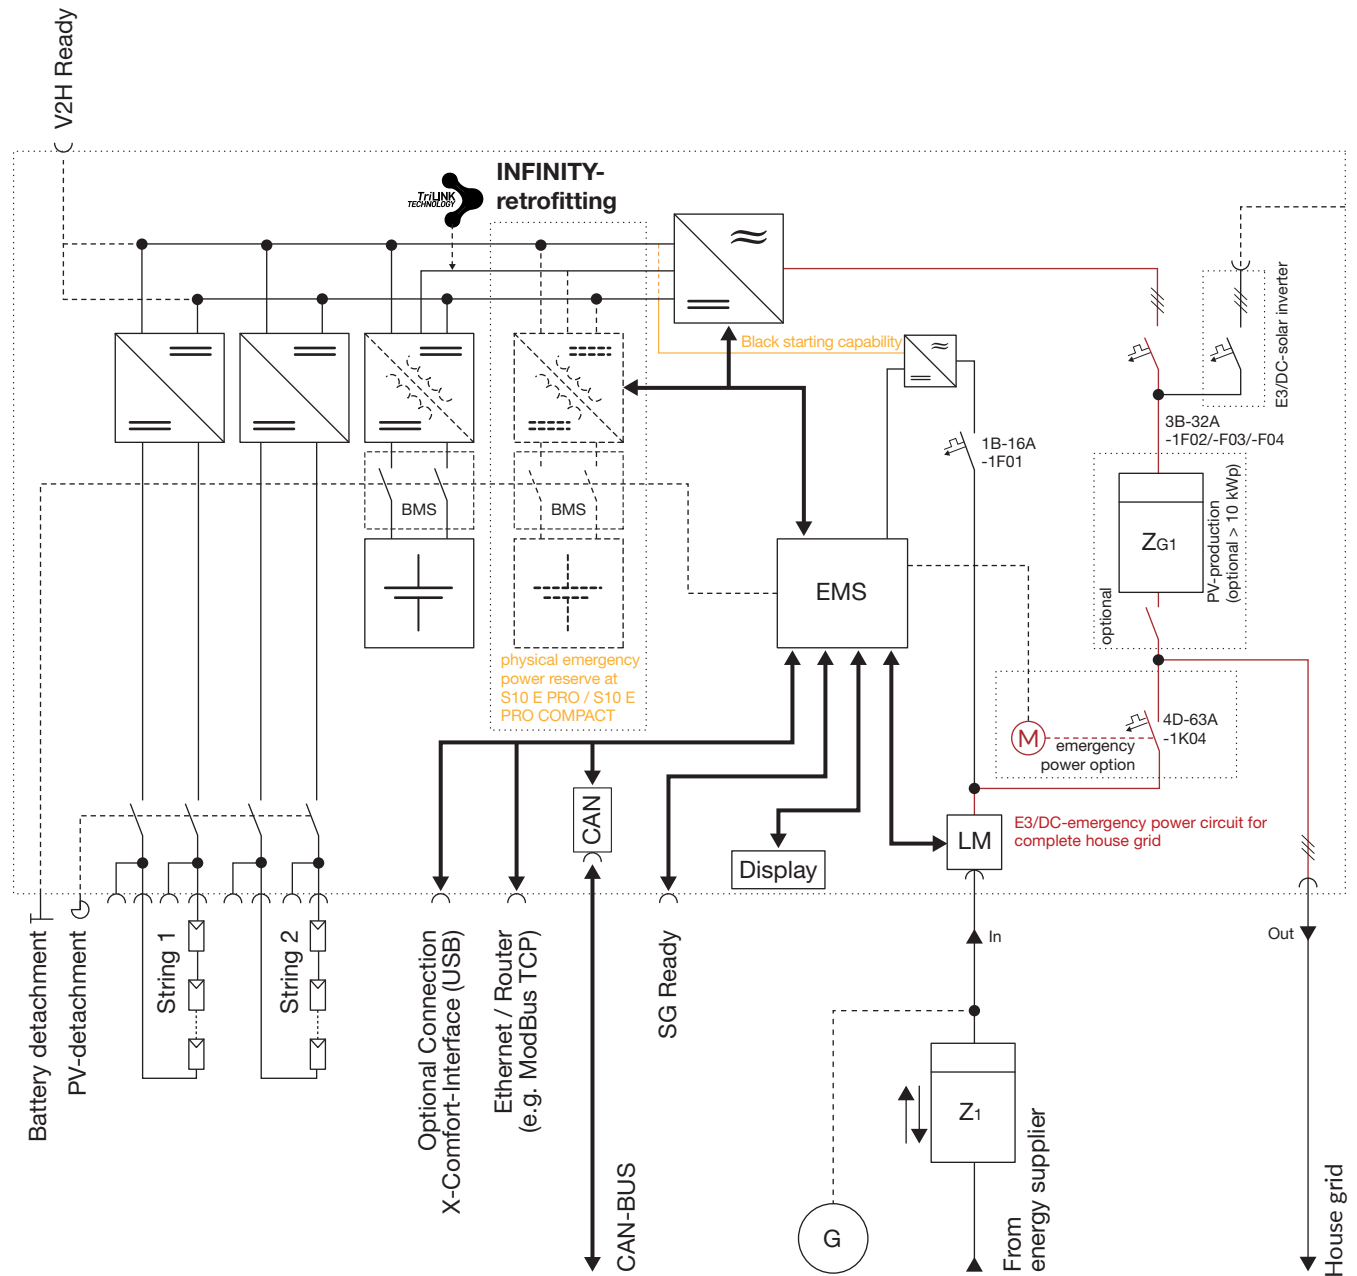 V2H Ready
TriLINK
TECHNOLOGY
INFINITY-
retrofitting
Black starting capability
E3/DC-solar inverter
3B-32A
-1F02/-F03/-F04
1B-16A
-1F01
BMS
BMS
ZG1
PV-production
(optional > 10 kWp)
optional
EMS
physical emergency
power reserve at
S10 E PRO / S10 E
PRO COMPACT
4D-63A
-1K04
M
emergency
power option
CAN
LM
E3/DC-emergency power circuit for
complete house grid
Display
Battery detachment
PV-detachment
String 1
String 2
Optional Connection
X-Comfort-Interface (USB)
Ethernet / Router
(e.g. ModBus TCP)
CAN-BUS
SG Ready
In
Out
Z1
G
From
energy supplier
House grid